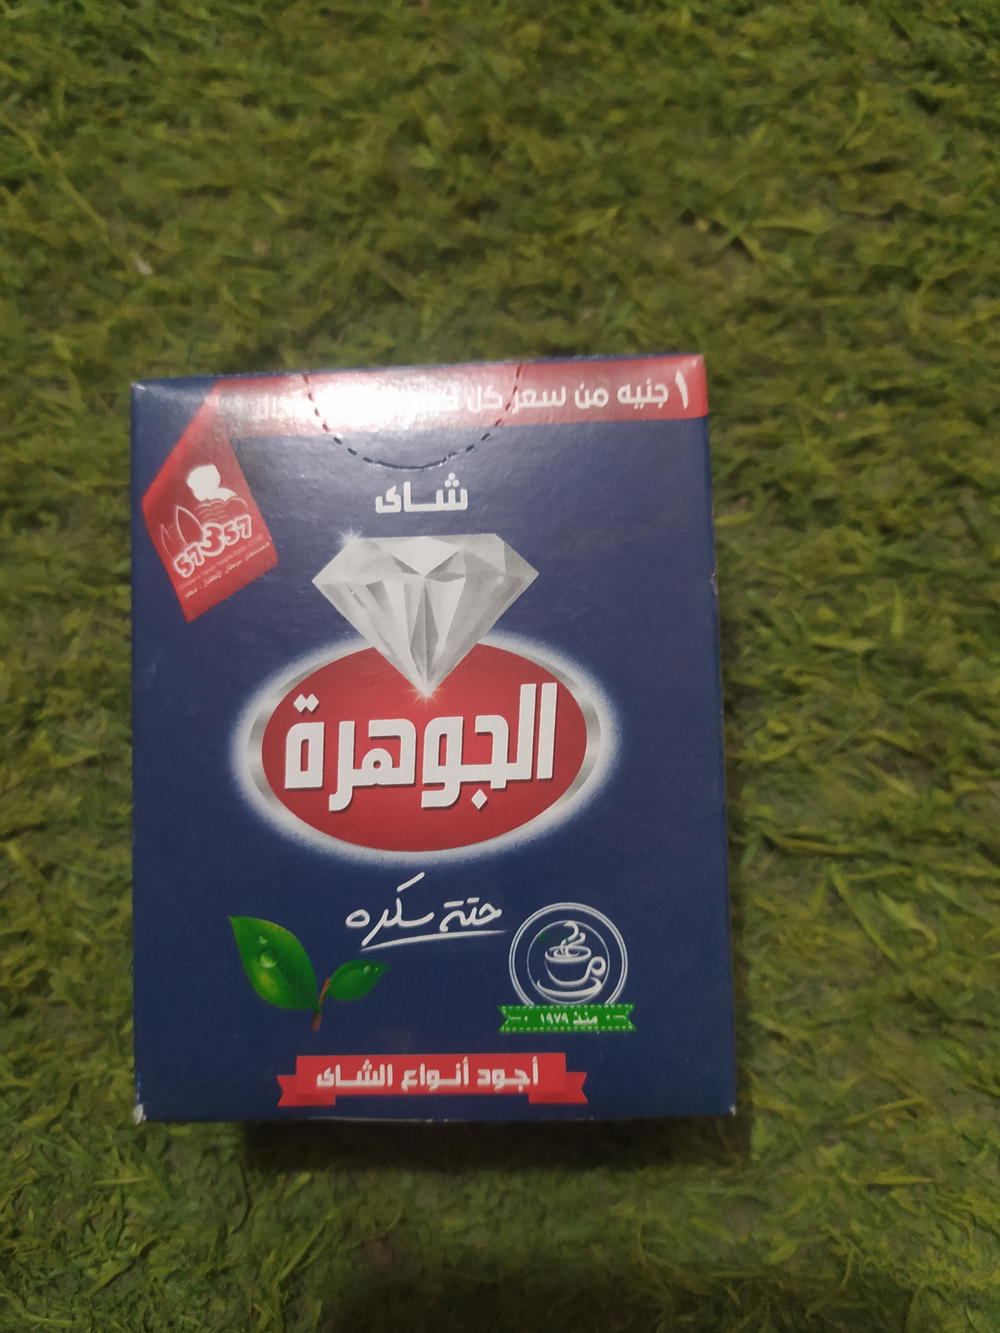 ١ جنيه من سعر كل
57357
شاى
الجوهرة
حتة سكره
منذ ١٩٧٩
أجود أنواع الشاى